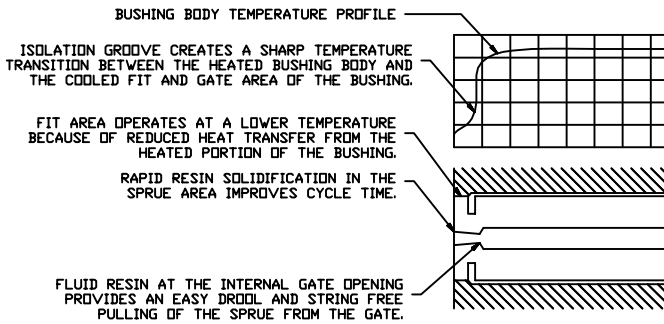 BUSHING BODY TEMPERATURE PROFILE
ISOLATION GROOVE CREATES A SHARP TEMPERATURE
TRANSITION BETWEEN THE HEATED BUSHING BODY AND
THE COOLED FIT AND GATE AREA OF THE BUSHING.
FIT AREA OPERATES AT A LOWER TEMPERATURE
BECAUSE OF REDUCED HEAT TRANSFER FROM THE
HEATED PORTION OF THE BUSHING.
RAPID RESIN SOLIDIFICATION IN THE
SPRUE AREA IMPROVES CYCLE TIME.
FLUID RESIN AT THE INTERNAL GATE OPENING
PROVIDES AN EASY DROOL AND STRING FREE
PULLING OF THE SPRUE FROM THE GATE.